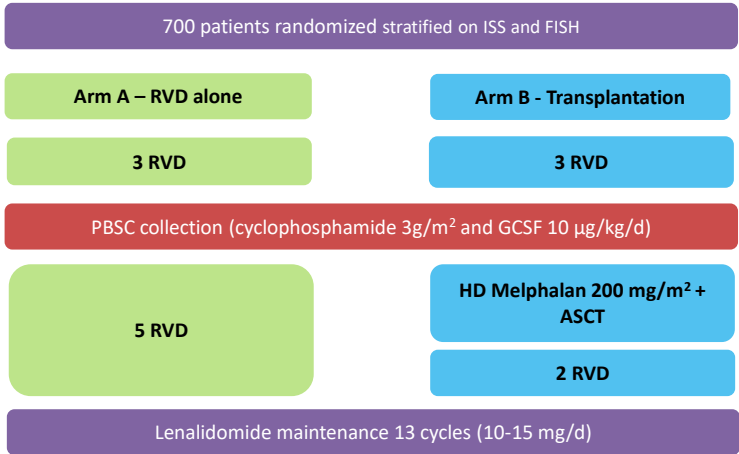 700 patients randomized stratified on ISS and FISH
Arm A – RVD alone
Arm B - Transplantation
3 RVD
3 RVD
PBSC collection (cyclophosphamide 3g/m² and GCSF 10 µg/kg/d)
5 RVD
HD Melphalan 200 mg/m² +
ASCT
2 RVD
Lenalidomide maintenance 13 cycles (10-15 mg/d)